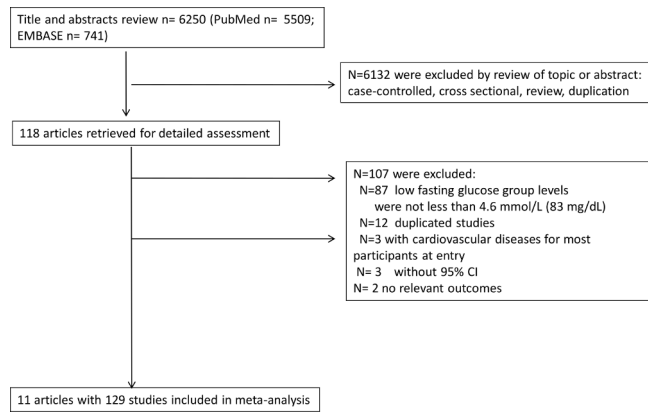 Title and abstracts review n= 6250 (PubMed n=  5509;
EMBASE n= 741)
N=6132 were excluded by review of topic or abstract:
case-controlled, cross sectional, review, duplication
118 articles retrieved for detailed assessment
N=107 were excluded:
N=87  low fasting glucose group levels
were not less than 4.6 mmol/L (83 mg/dL)
N=12  duplicated studies
N=3 with cardiovascular diseases for most
participants at entry
N= 3   without 95% CI
N= 2 no relevant outcomes
11 articles with 129 studies included in meta-analysis